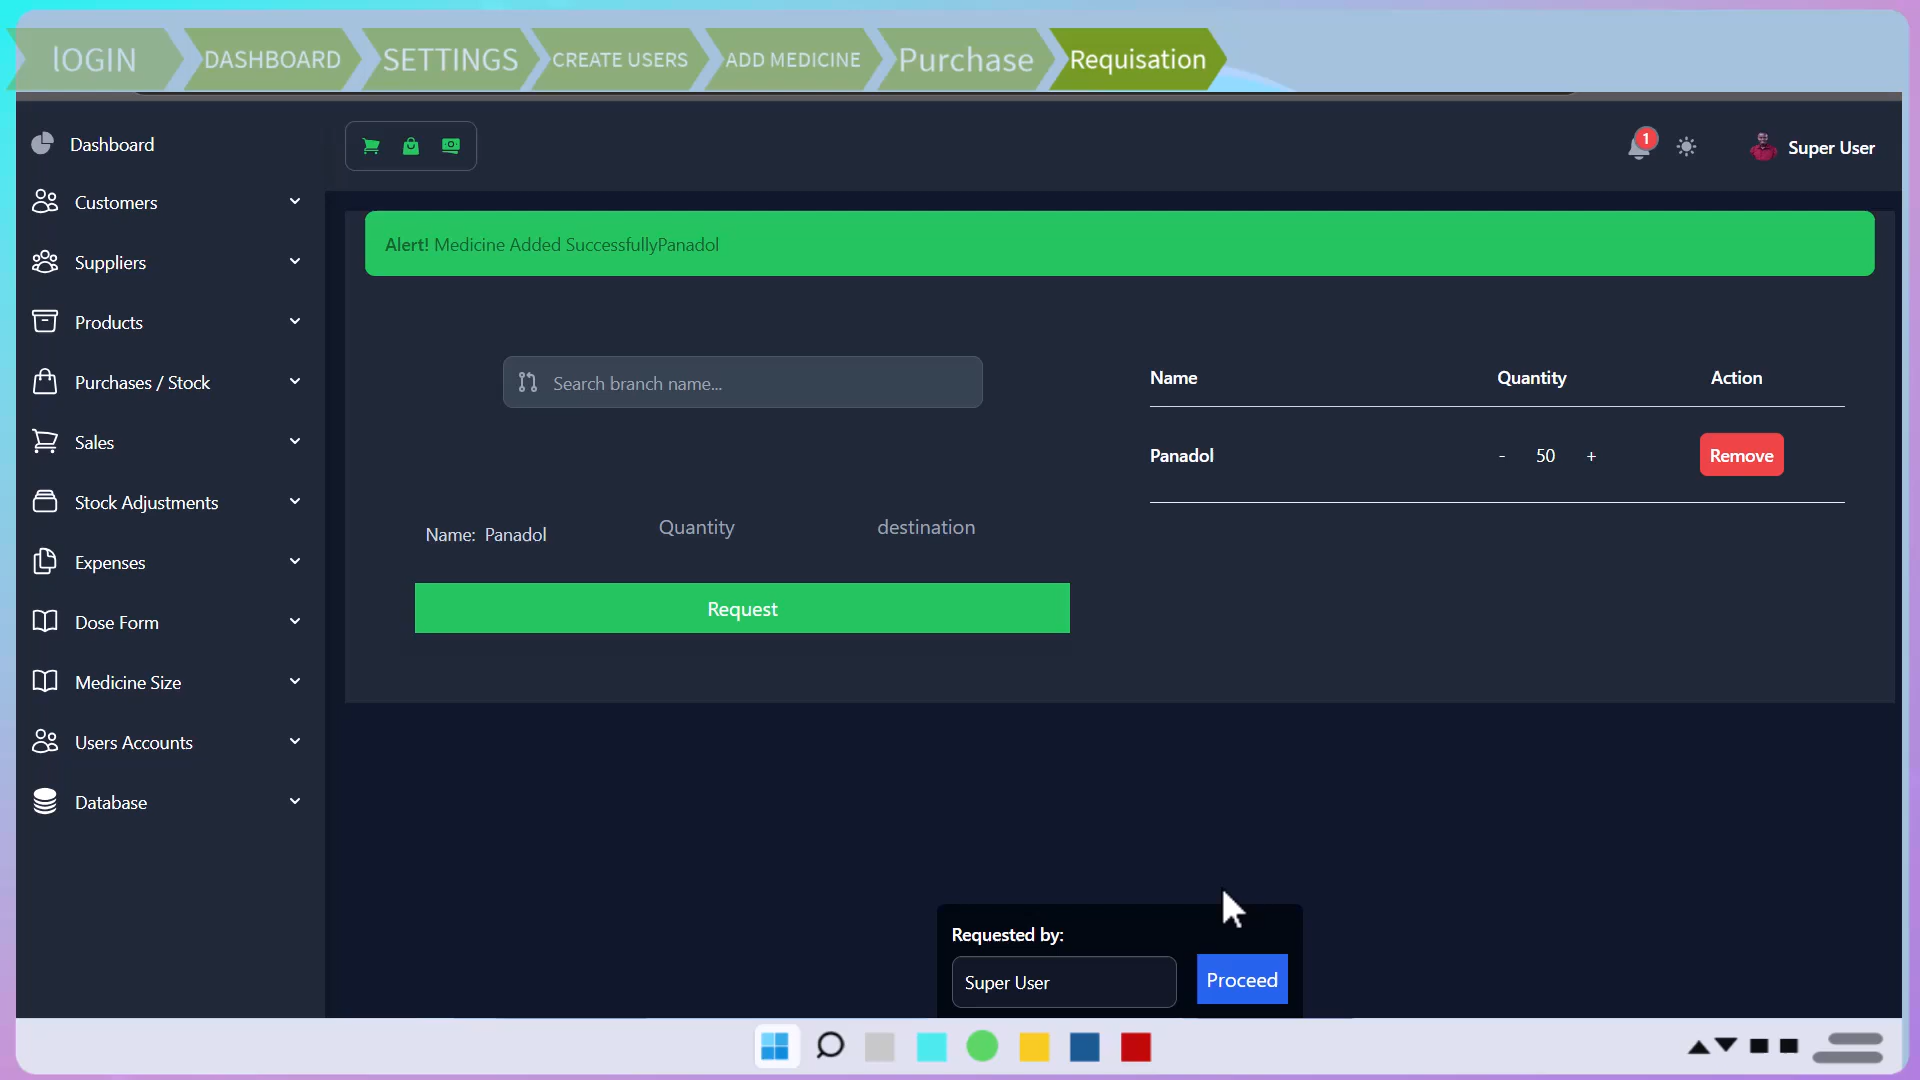 lOGIN
DASHBOARD
SETTINGS
CREATE USERS
ADD MEDICINE
Purchase
Requisation
Dashboard
1
Super User
Customers
Suppliers
Products
Purchases / Stock
Sales
Stock Adjustments
Expenses
Dose Form
Medicine Size
Users Accounts
Database
Alert! Medicine Added SuccessfullyPanadol
Search branch name...
Name: Panadol
Quantity
destination
Request
Name Quantity Action
Panadol - 50 + Remove
Requested by:
Super User
Proceed